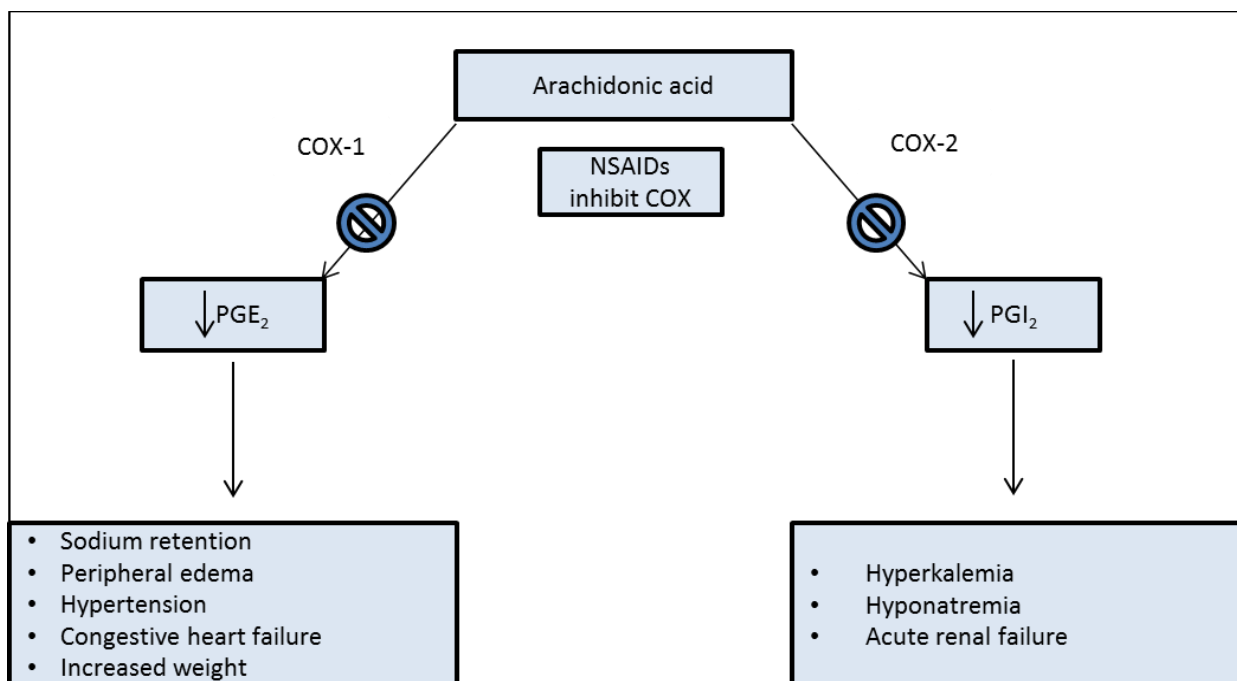 Arachidonic acid
COX-1
COX-2
NSAIDs
inhibit COX
PGE₂
PGI₂
• Sodium retention
• Peripheral edema
• Hypertension
• Congestive heart failure
• Increased weight
• Hyperkalemia
• Hyponatremia
• Acute renal failure